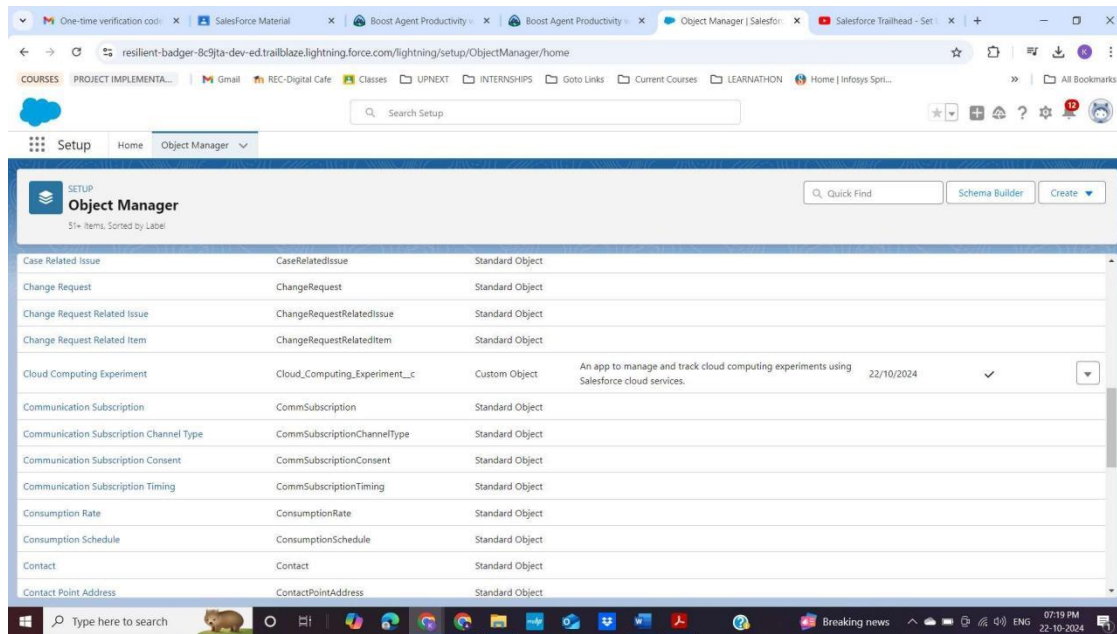 One-time verification code
SalesForce Material
Boost Agent Productivity
Boost Agent Productivity
Object Manager | Salesfor
Salesforce Trailhead - Set
resilient-badger-8c9jta-dev-ed.trailblaze.lightning.force.com/lightning/setup/ObjectManager/home
K
COURSES
PROJECT IMPLEMENTA...
Gmail
REC-Digital Cafe
Classes
UPNEXT
INTERNSHIPS
Goto Links
Current Courses
LEARNATHON
Home | Infosys Spri...
All Bookmarks
Search Setup
12
Setup
Home
Object Manager
SETUP
Object Manager
51+ Items, Sorted by Label
Quick Find
Schema Builder
Create
Case Related Issue CaseRelatedIssue Standard Object
Change Request ChangeRequest Standard Object
Change Request Related Issue ChangeRequestRelatedIssue Standard Object
Change Request Related Item ChangeRequestRelatedItem Standard Object
Cloud Computing Experiment Cloud_Computing_Experiment__c Custom Object An app to manage and track cloud computing experiments using 22/10/2024
Salesforce cloud services.
Communication Subscription CommSubscription Standard Object
Communication Subscription Channel Type CommSubscriptionChannelType Standard Object
Communication Subscription Consent CommSubscriptionConsent Standard Object
Communication Subscription Timing CommSubscriptionTiming Standard Object
Consumption Rate ConsumptionRate Standard Object
Consumption Schedule ConsumptionSchedule Standard Object
Contact Contact Standard Object
Contact Point Address ContactPointAddress Standard Object
Type here to search
Breaking news
ENG
07:19 PM
22-10-2024